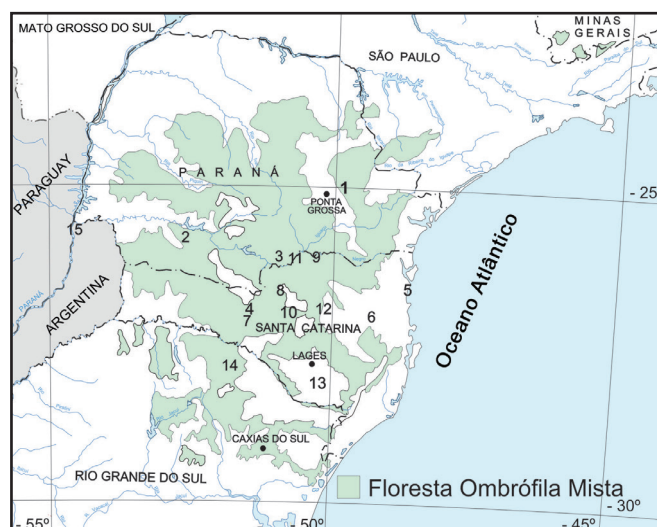 MATO GROSSO DO SUL
MINAS
GERAIS
SÃO PAULO
PARAGUAY
PARANÁ
1
PONTA
GROSSA
- 25
15
2
3 11 9
ARGENTINA
PARANÁ
8
5
4
10
12
6
7
SANTA CATARINA
Oceano Atlântico
LAGES
14
13
CAXIAS DO SUL
RIO GRANDE DO SUL
Floresta Ombrófila Mista
- 55º
- 50º
- 30º